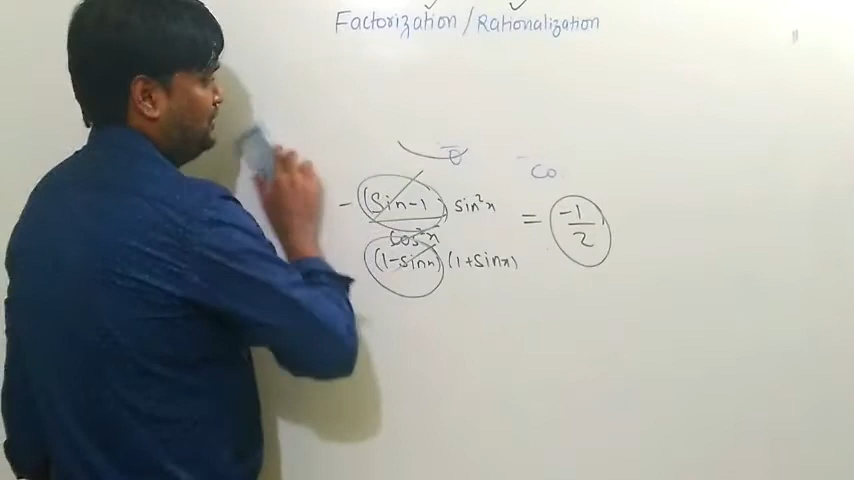 Factorization / Rationalization
Co
- (Sin-1) sin²x = -1/2
cos²x
(1-sinx) (1+sinx)